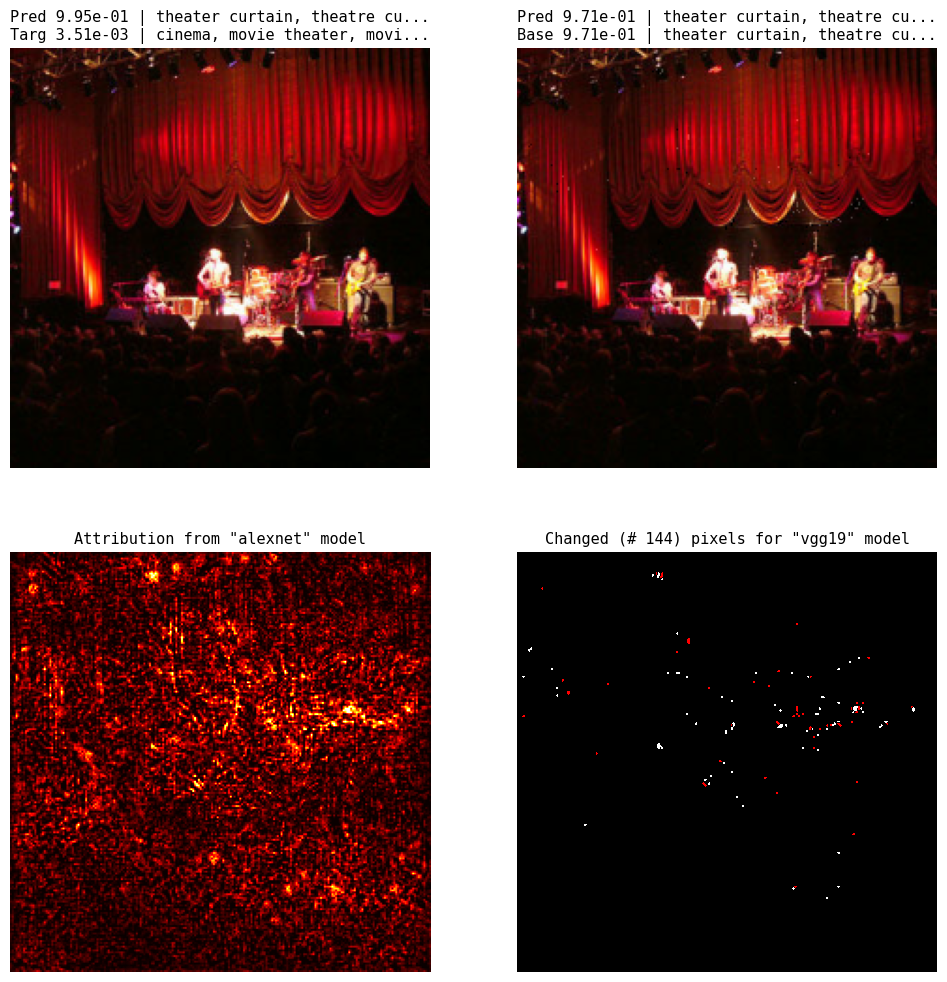 Pred 9.95e-01 | theater curtain, theatre cu...
Targ 3.51e-03 | cinema, movie theater, movi...
Pred 9.71e-01 | theater curtain, theatre cu...
Base 9.71e-01 | theater curtain, theatre cu...
Attribution from "alexnet" model
Changed (# 144) pixels for "vgg19" model